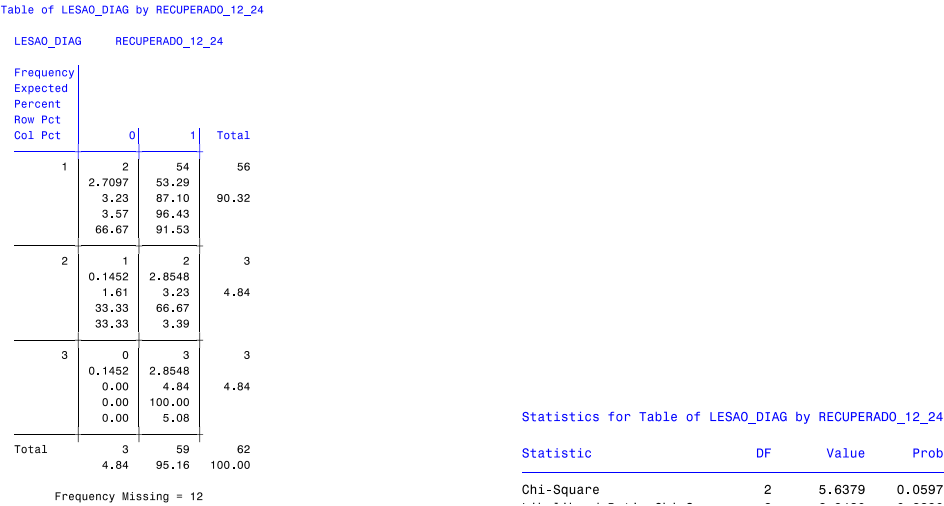 Table of LESAO_DIAG by RECUPERADO_12_24
LESAO_DIAG RECUPERADO_12_24
Frequency
Expected
Percent
Row Pct
Col Pct 0 1 Total
1 2 54 56
2.7097 53.29
3.23 87.10 90.32
3.57 96.43
66.67 91.53
2 1 2 3
0.1452 2.8548
1.61 3.23 4.84
33.33 66.67
33.33 3.39
3 0 3 3
0.1452 2.8548
0.00 4.84 4.84
0.00 100.00
0.00 5.08
Total 3 59 62
4.84 95.16 100.00
Frequency Missing = 12
Statistics for Table of LESAO_DIAG by RECUPERADO_12_24
Statistic DF Value Prob
Chi-Square 2 5.6379 0.0597